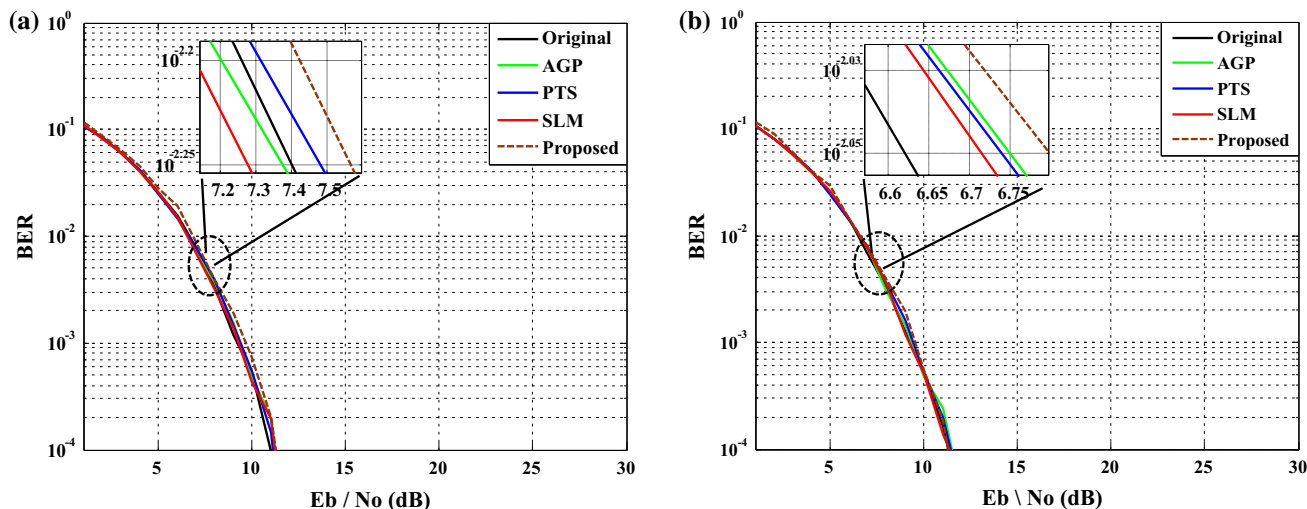 (a)
10^0
10^-1
10^-2
10^-3
10^-4
BER
5 10 15 20 25 30
Eb / No (dB)
10^-2.2
10^-2.25
7.2 7.3 7.4 7.5
Original
AGP
PTS
SLM
Proposed
(b)
10^0
10^-1
10^-2
10^-3
10^-4
BER
5 10 15 20 25 30
Eb \ No (dB)
10^-2.03
10^-2.05
6.6 6.65 6.7 6.75
Original
AGP
PTS
SLM
Proposed